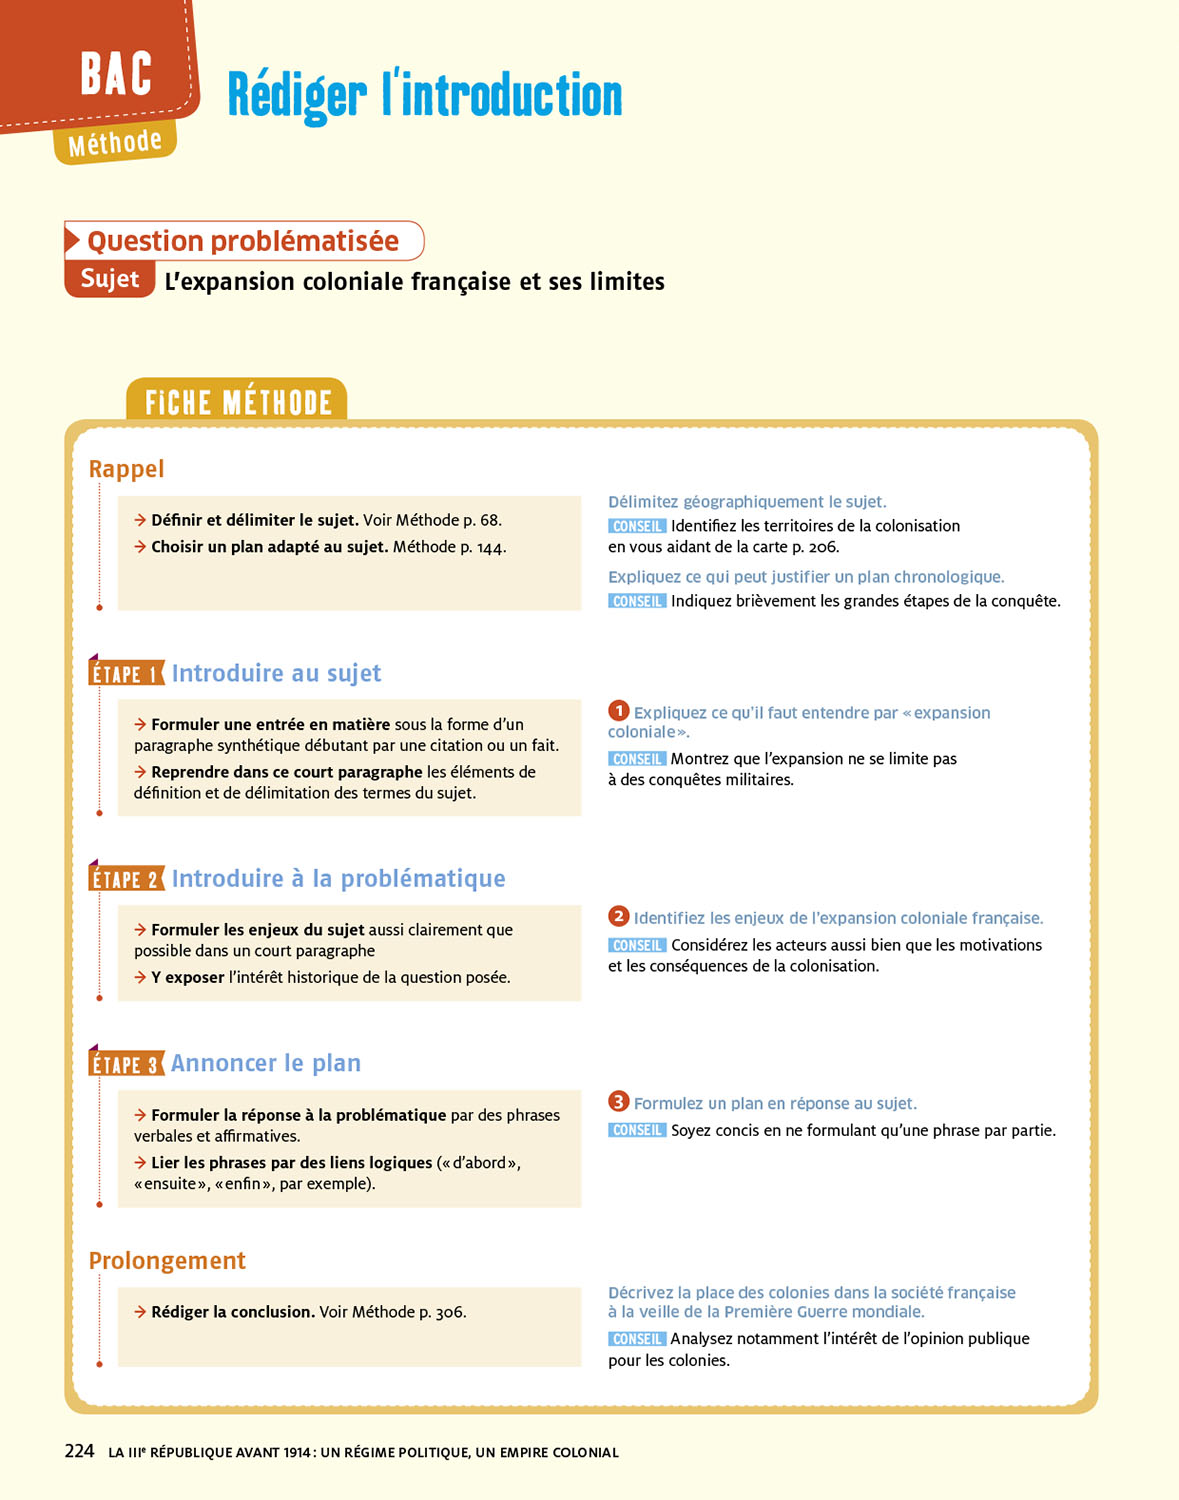 BAC
Méthode
Rédiger l'introduction
Question problématisée
Sujet L'expansion coloniale française et ses limites
FiCHE MÉTHODE
Rappel
→ Définir et délimiter le sujet. Voir Méthode p. 68.
→ Choisir un plan adapté au sujet. Méthode p. 144.
Délimitez géographiquement le sujet.
CONSEIL Identifiez les territoires de la colonisation
en vous aidant de la carte p. 206.
Expliquez ce qui peut justifier un plan chronologique.
CONSEIL Indiquez brièvement les grandes étapes de la conquête.
ÉTAPE 1 Introduire au sujet
→ Formuler une entrée en matière sous la forme d'un
paragraphe synthétique débutant par une citation ou un fait.
→ Reprendre dans ce court paragraphe les éléments de
définition et de délimitation des termes du sujet.
1 Expliquez ce qu'il faut entendre par « expansion
coloniale ».
CONSEIL Montrez que l'expansion ne se limite pas
à des conquêtes militaires.
ÉTAPE 2 Introduire à la problématique
→ Formuler les enjeux du sujet aussi clairement que
possible dans un court paragraphe
→ Y exposer l'intérêt historique de la question posée.
2 Identifiez les enjeux de l'expansion coloniale française.
CONSEIL Considérez les acteurs aussi bien que les motivations
et les conséquences de la colonisation.
ÉTAPE 3 Annoncer le plan
→ Formuler la réponse à la problématique par des phrases
verbales et affirmatives.
→ Lier les phrases par des liens logiques (« d'abord »,
« ensuite », « enfin », par exemple).
3 Formulez un plan en réponse au sujet.
CONSEIL Soyez concis en ne formulant qu'une phrase par partie.
Prolongement
→ Rédiger la conclusion. Voir Méthode p. 306.
Décrivez la place des colonies dans la société française
à la veille de la Première Guerre mondiale.
CONSEIL Analysez notamment l'intérêt de l'opinion publique
pour les colonies.
224 LA IIIe RÉPUBLIQUE AVANT 1914 : UN RÉGIME POLITIQUE, UN EMPIRE COLONIAL